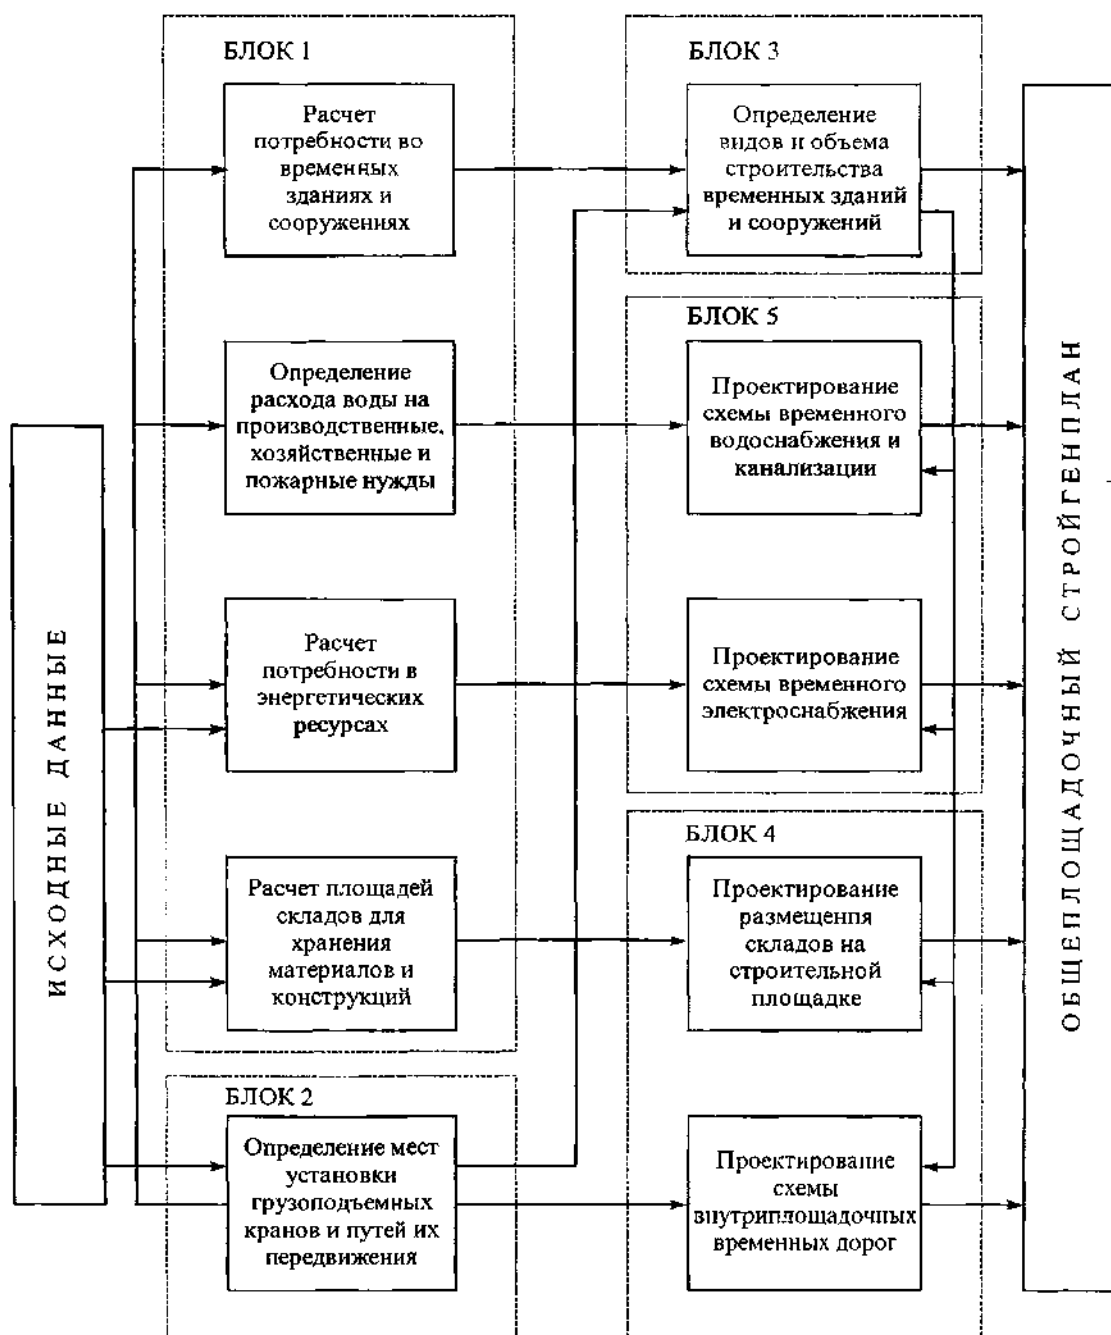 ИСХОДНЫЕ ДАННЫЕ
БЛОК 1
Расчет
потребности во
временных
зданиях и
сооружениях
Определение
расхода воды на
производственные,
хозяйственные и
пожарные нужды
Расчет
потребности в
энергетических
ресурсах
Расчет площадей
складов для
хранения
материалов и
конструкций
БЛОК 2
Определение мест
установки
грузоподъемных
кранов и путей их
передвижения
БЛОК 3
Определение
видов и объема
строительства
временных зданий
и сооружений
БЛОК 5
Проектирование
схемы временного
водоснабжения и
канализации
Проектирование
схемы временного
электроснабжения
БЛОК 4
Проектирование
размещения
складов на
строительной
площадке
Проектирование
схемы
внутриплощадочных
временных дорог
ОБЩЕПЛОЩАДОЧНЫЙ СТРОЙГЕНПЛАН